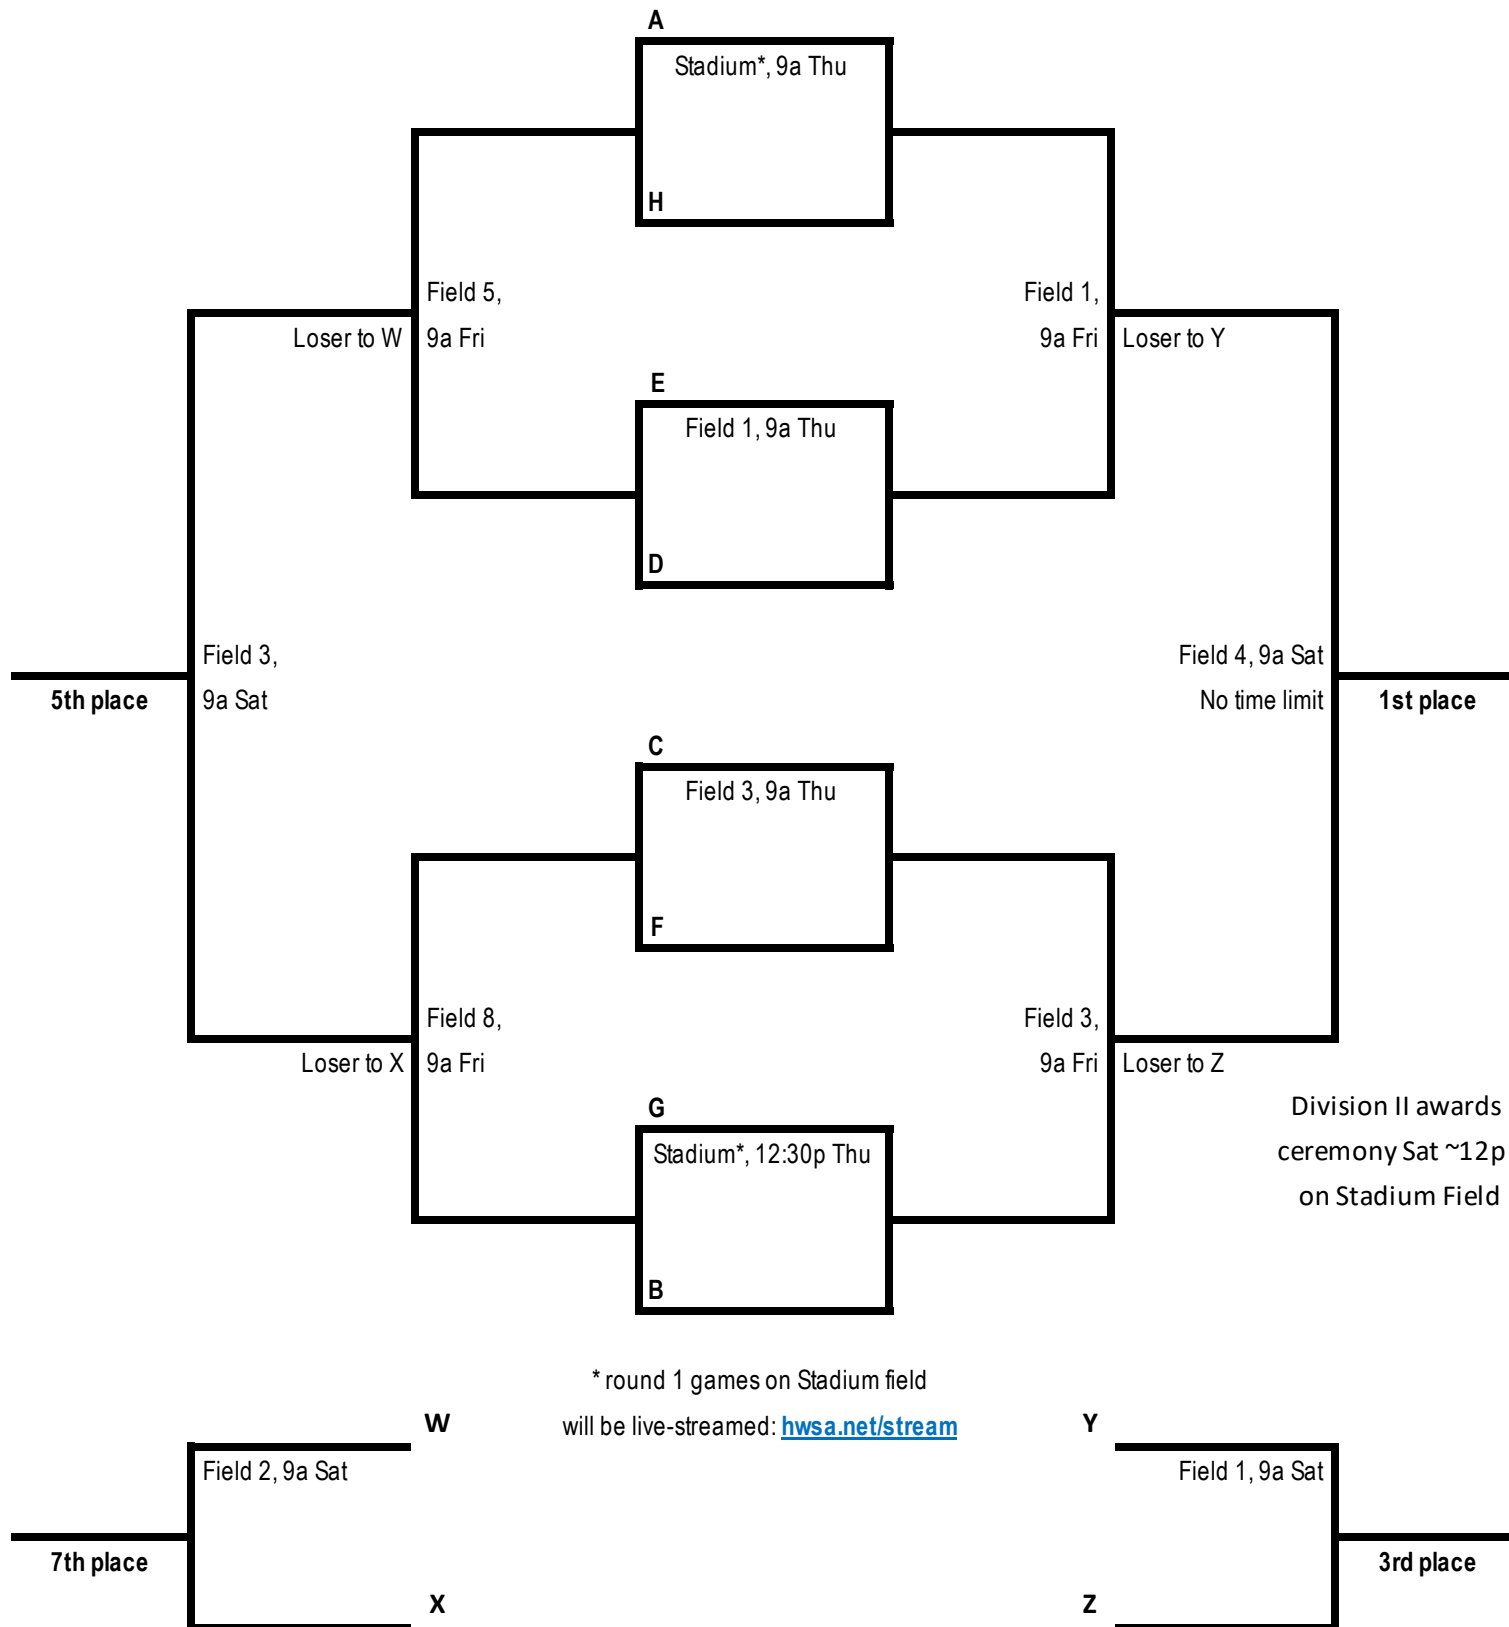 A
Stadium*, 9a Thu
H
Field 5,
9a Fri
Loser to W
Field 1,
9a Fri
Loser to Y
E
Field 1, 9a Thu
D
Field 3,
9a Sat
5th place
Field 4, 9a Sat
No time limit
1st place
C
Field 3, 9a Thu
F
Field 8,
9a Fri
Loser to X
Field 3,
9a Fri
Loser to Z
G
Stadium*, 12:30p Thu
B
Division II awards
ceremony Sat ~12p
on Stadium Field
* round 1 games on Stadium field
will be live-streamed: hwsa.net/stream
W
Field 2, 9a Sat
7th place
X
Y
Field 1, 9a Sat
3rd place
Z